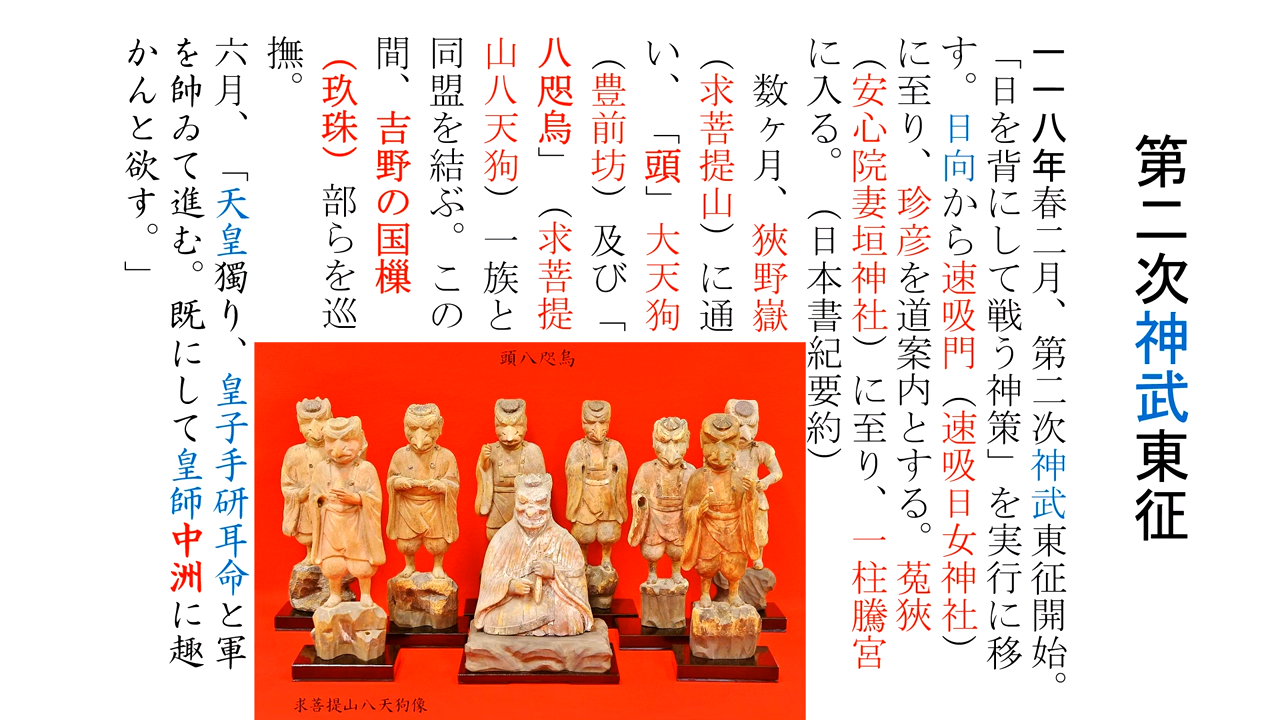 第二次神武東征
一一八年春二月、第二次神武東征開始。
「日を背にして戦う神策」を実行に移
す。日向から速吸門（速吸日女神社）
に至り、珍彦を道案内とする。菟狹
（安心院妻垣神社）に至り、一柱騰宮
に入る。（日本書紀要約）
数ヶ月、狹野嶽
（求菩提山）に通
い、「頭」大天狗
（豊前坊）及び「
八咫烏」（求菩提
山八天狗）一族と
同盟を結ぶ。この
間、吉野の国樔
（玖珠）部らを巡
撫。
六月、「天皇獨り、皇子手研耳命と軍
を帥ゐて進む。既にして皇師中洲に趣
かんと欲す。」
頭八咫烏
求菩提山八天狗像